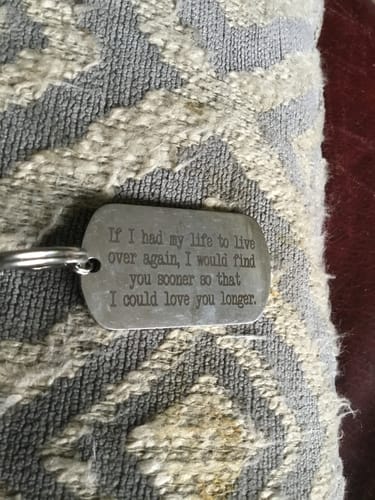 If I had my life to live
over again, I would find
you sooner so that
I could love you longer.